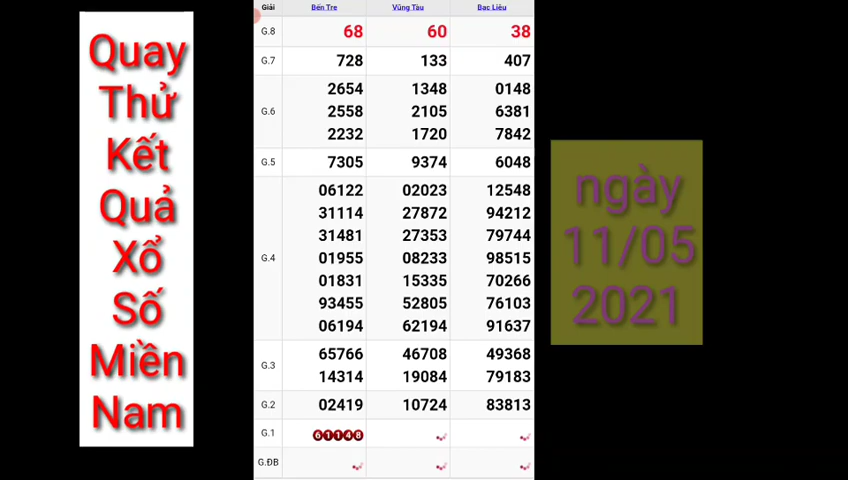 Quay
Thử
Kết
Quả
Xổ
Số
Miền
Nam
Giải Bến Tre Vũng Tàu Bạc Liêu
G.8 68 60 38
G.7 728 133 407
G.6 2654 1348 0148
2558 2105 6381
2232 1720 7842
G.5 7305 9374 6048
G.4 06122 02023 12548
31114 27872 94212
31481 27353 79744
01955 08233 98515
01831 15335 70266
93455 52805 76103
06194 62194 91637
G.3 65766 46708 49368
14314 19084 79183
G.2 02419 10724 83813
G.1 61148
G.ĐB
ngày
11/05
2021